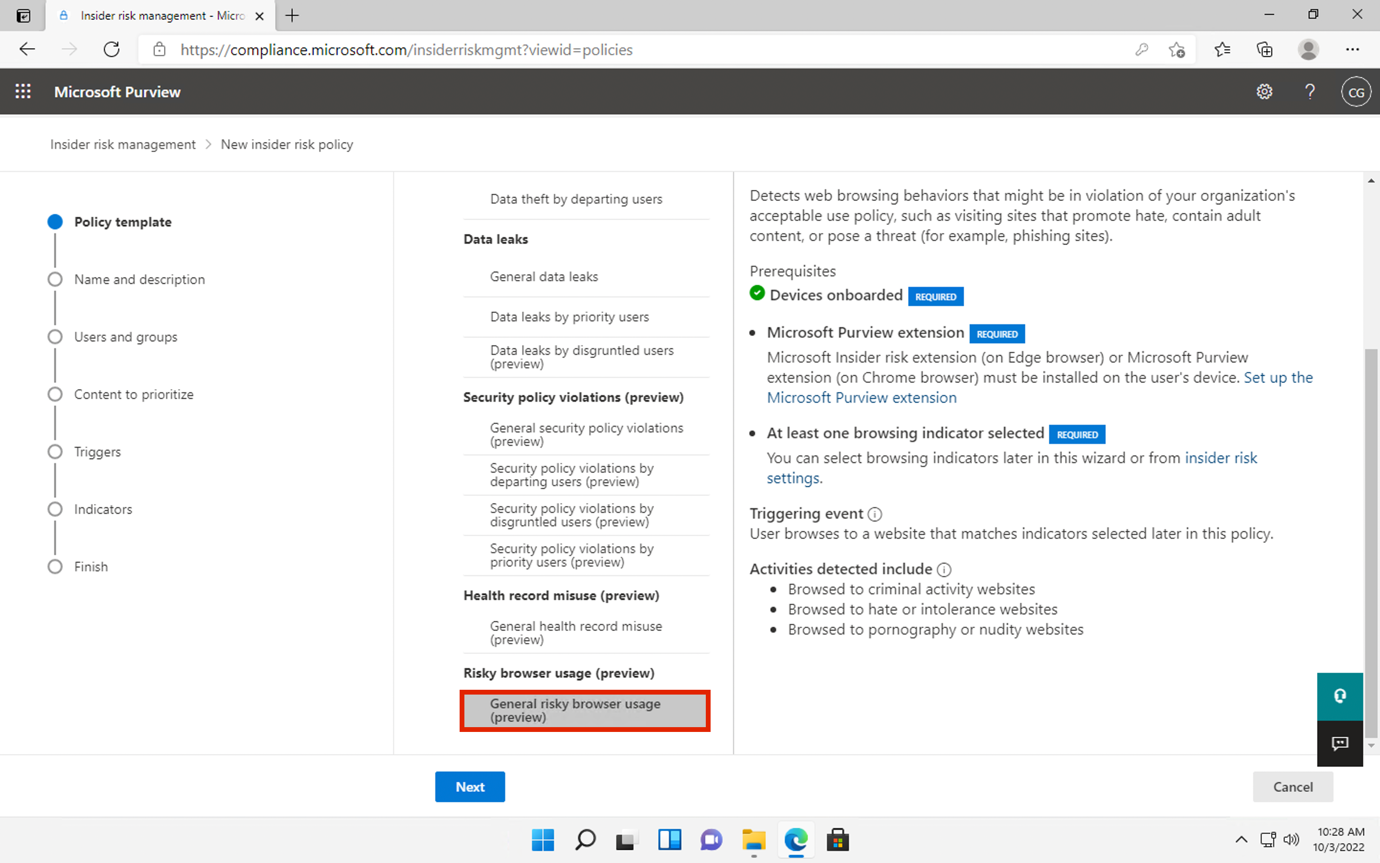 Insider risk management - Micro
https://compliance.microsoft.com/insiderriskmgmt?viewid=policies
Microsoft Purview
?
CG
Insider risk management > New insider risk policy
Policy template
Name and description
Users and groups
Content to prioritize
Triggers
Indicators
Finish
Data theft by departing users
Data leaks
General data leaks
Data leaks by priority users
Data leaks by disgruntled users
(preview)
Security policy violations (preview)
General security policy violations
(preview)
Security policy violations by
departing users (preview)
Security policy violations by
disgruntled users (preview)
Security policy violations by
priority users (preview)
Health record misuse (preview)
General health record misuse
(preview)
Risky browser usage (preview)
General risky browser usage
(preview)
Detects web browsing behaviors that might be in violation of your organization's
acceptable use policy, such as visiting sites that promote hate, contain adult
content, or pose a threat (for example, phishing sites).
Prerequisites
Devices onboarded REQUIRED
• Microsoft Purview extension REQUIRED
Microsoft Insider risk extension (on Edge browser) or Microsoft Purview
extension (on Chrome browser) must be installed on the user's device. Set up the
Microsoft Purview extension
• At least one browsing indicator selected REQUIRED
You can select browsing indicators later in this wizard or from insider risk
settings.
Triggering event
User browses to a website that matches indicators selected later in this policy.
Activities detected include
• Browsed to criminal activity websites
• Browsed to hate or intolerance websites
• Browsed to pornography or nudity websites
Next
Cancel
10:28 AM
10/3/2022